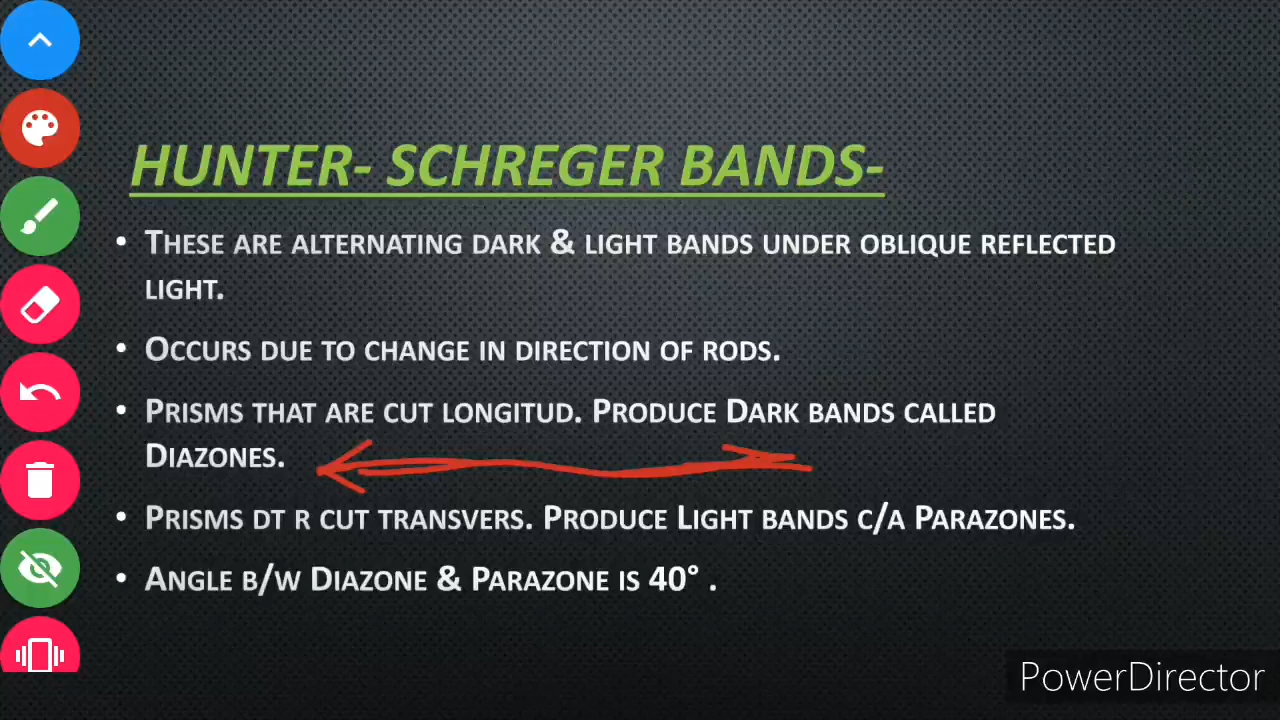 HUNTER- SCHREGER BANDS-
• THESE ARE ALTERNATING DARK & LIGHT BANDS UNDER OBLIQUE REFLECTED
LIGHT.
• OCCURS DUE TO CHANGE IN DIRECTION OF RODS.
• PRISMS THAT ARE CUT LONGITUD. PRODUCE DARK BANDS CALLED
DIAZONES.
• PRISMS DT R CUT TRANSVERS. PRODUCE LIGHT BANDS C/A PARAZONES.
• ANGLE B/W DIAZONE & PARAZONE IS 40° .
PowerDirector